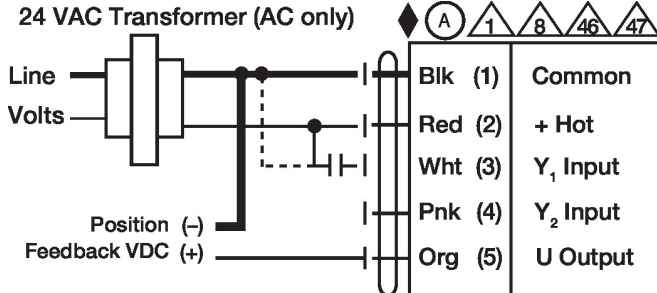 24 VAC Transformer (AC only)
A 1 8 46 47
Line
Volts
Blk (1) Common
Red (2) + Hot
Wht (3) Y₁ Input
Pnk (4) Y₂ Input
Org (5) U Output
Position (–)
Feedback VDC (+)